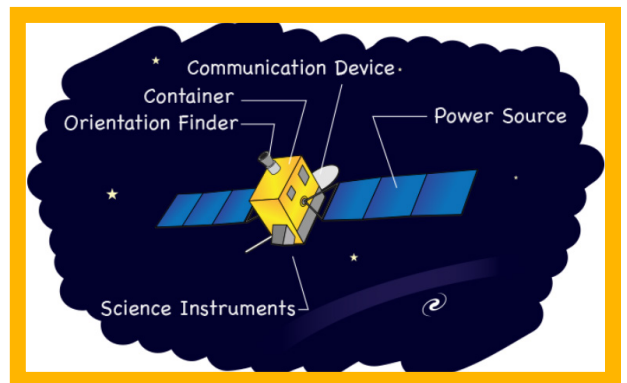 Communication Device
Container
Orientation Finder
Power Source
Science Instruments